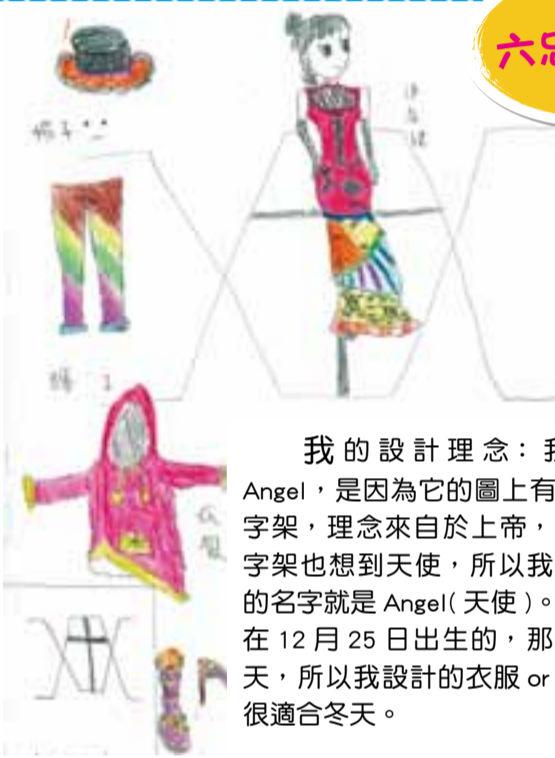 六忠
帽子
褲子
衣服
我的設計理念：我
Angel，是因為它的圖上有
字架，理念來自於上帝，
字架也想到天使，所以我
的名字就是 Angel( 天使 )。
在 12 月 25 日出生的，那
天，所以我設計的衣服 or
很適合冬天。